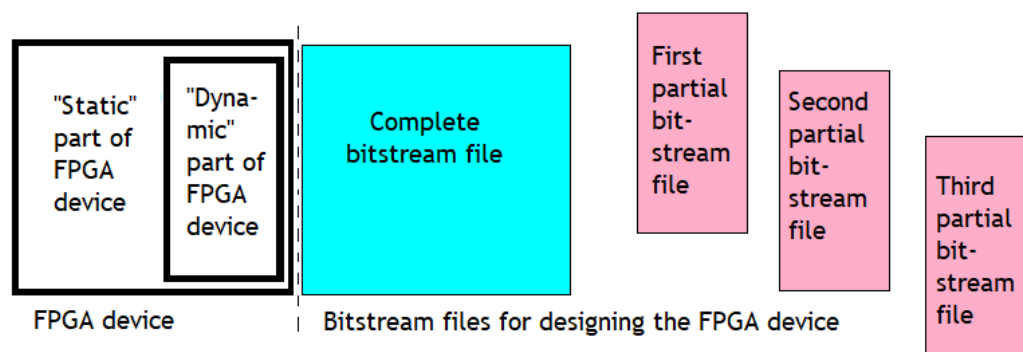 "Static"
part of
FPGA
device
"Dyna-
mic"
part of
FPGA
device
Complete
bitstream file
First
partial
bit-
stream
file
Second
partial
bit-
stream
file
Third
partial
bit-
stream
file
FPGA device
Bitstream files for designing the FPGA device